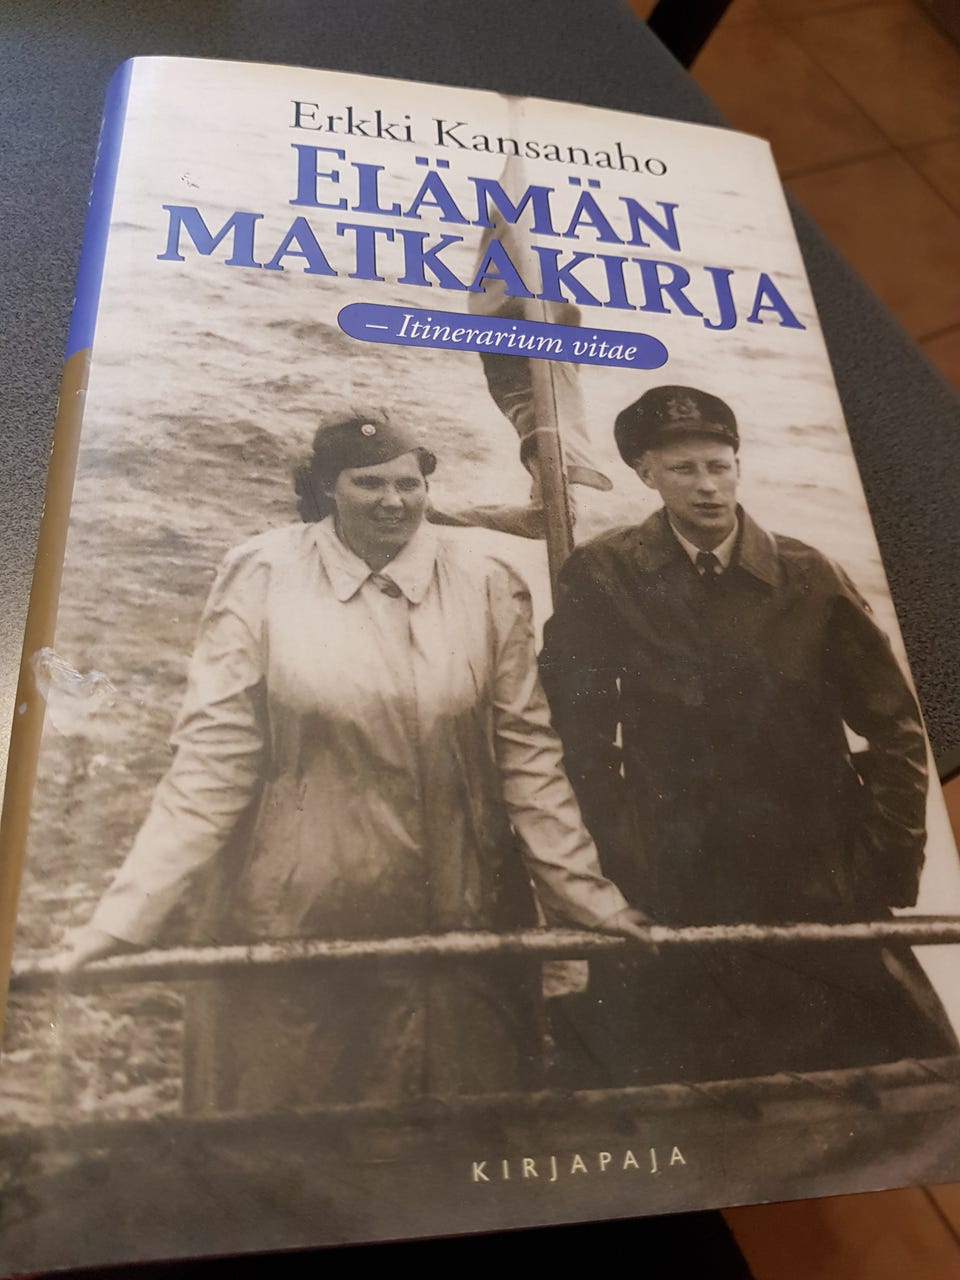 Erkki Kansanaho
ELÄMÄN
MATKAKIRJA
– Itinerarium vitae
KIRJAPAJA